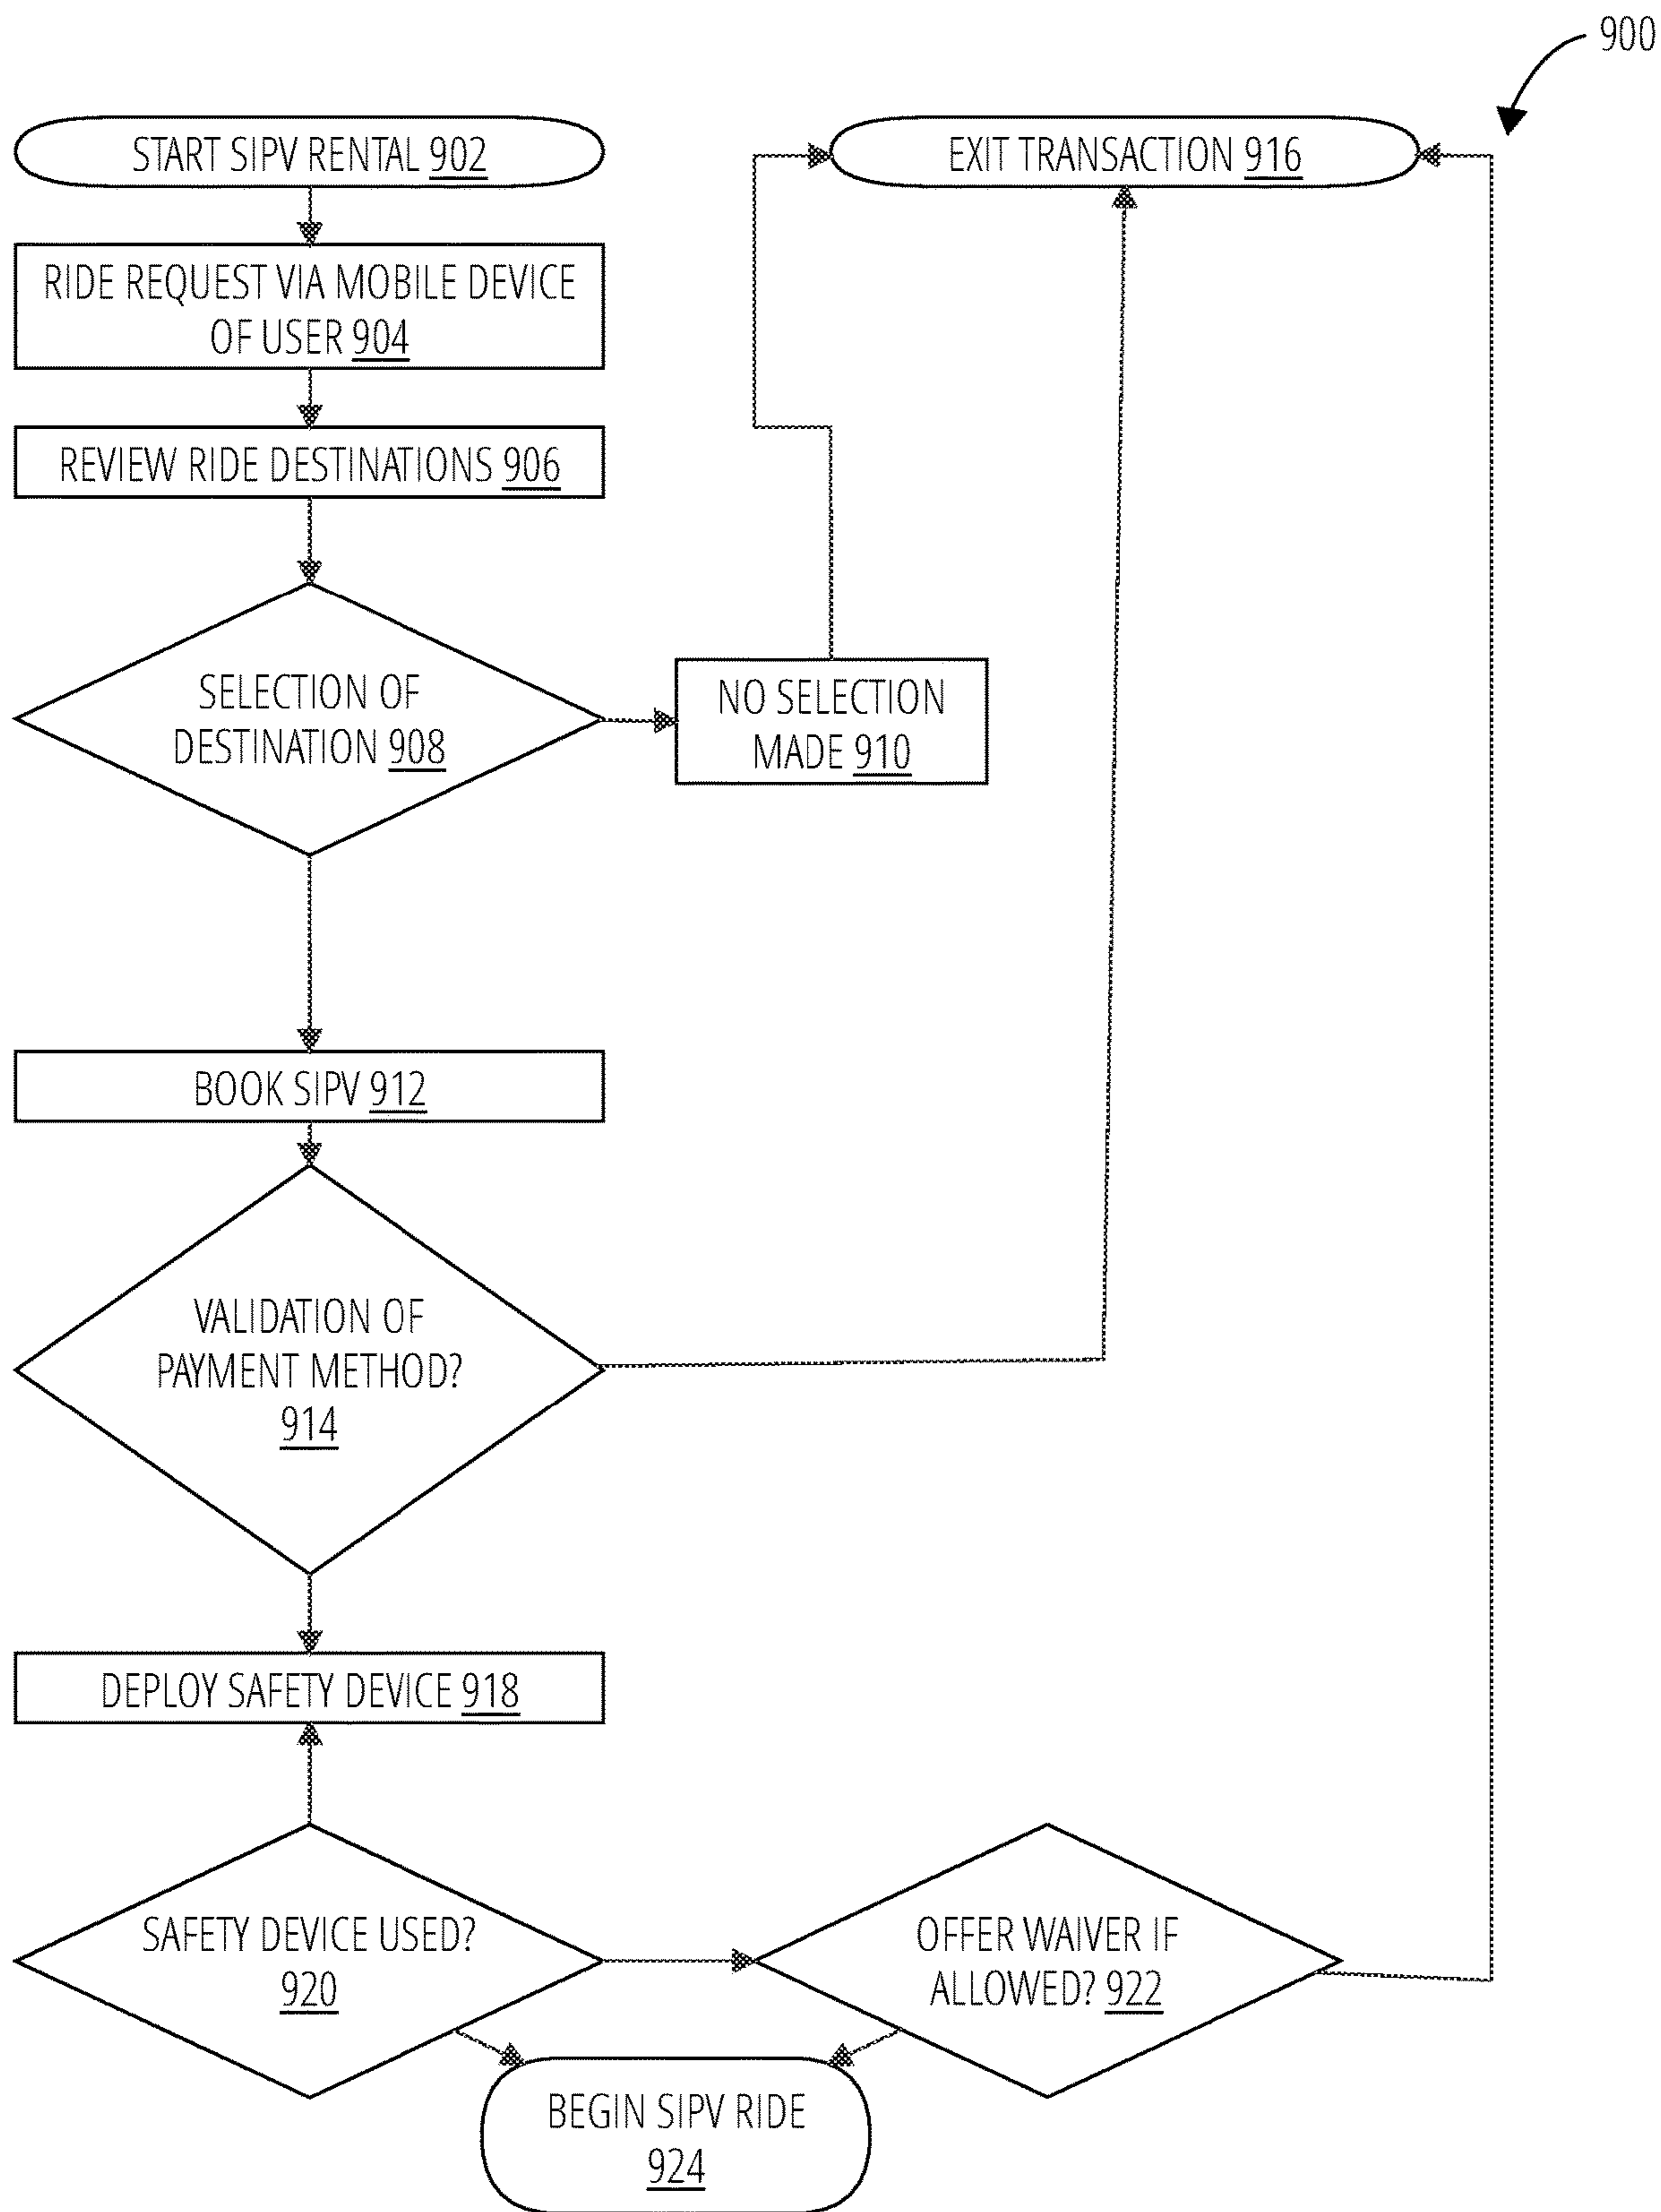 900
START SIPV RENTAL 902
EXIT TRANSACTION 916
RIDE REQUEST VIA MOBILE DEVICE
OF USER 904
REVIEW RIDE DESTINATIONS 906
SELECTION OF
DESTINATION 908
NO SELECTION
MADE 910
BOOK SIPV 912
VALIDATION OF
PAYMENT METHOD?
914
DEPLOY SAFETY DEVICE 918
SAFETY DEVICE USED?
920
OFFER WAIVER IF
ALLOWED? 922
BEGIN SIPV RIDE
924